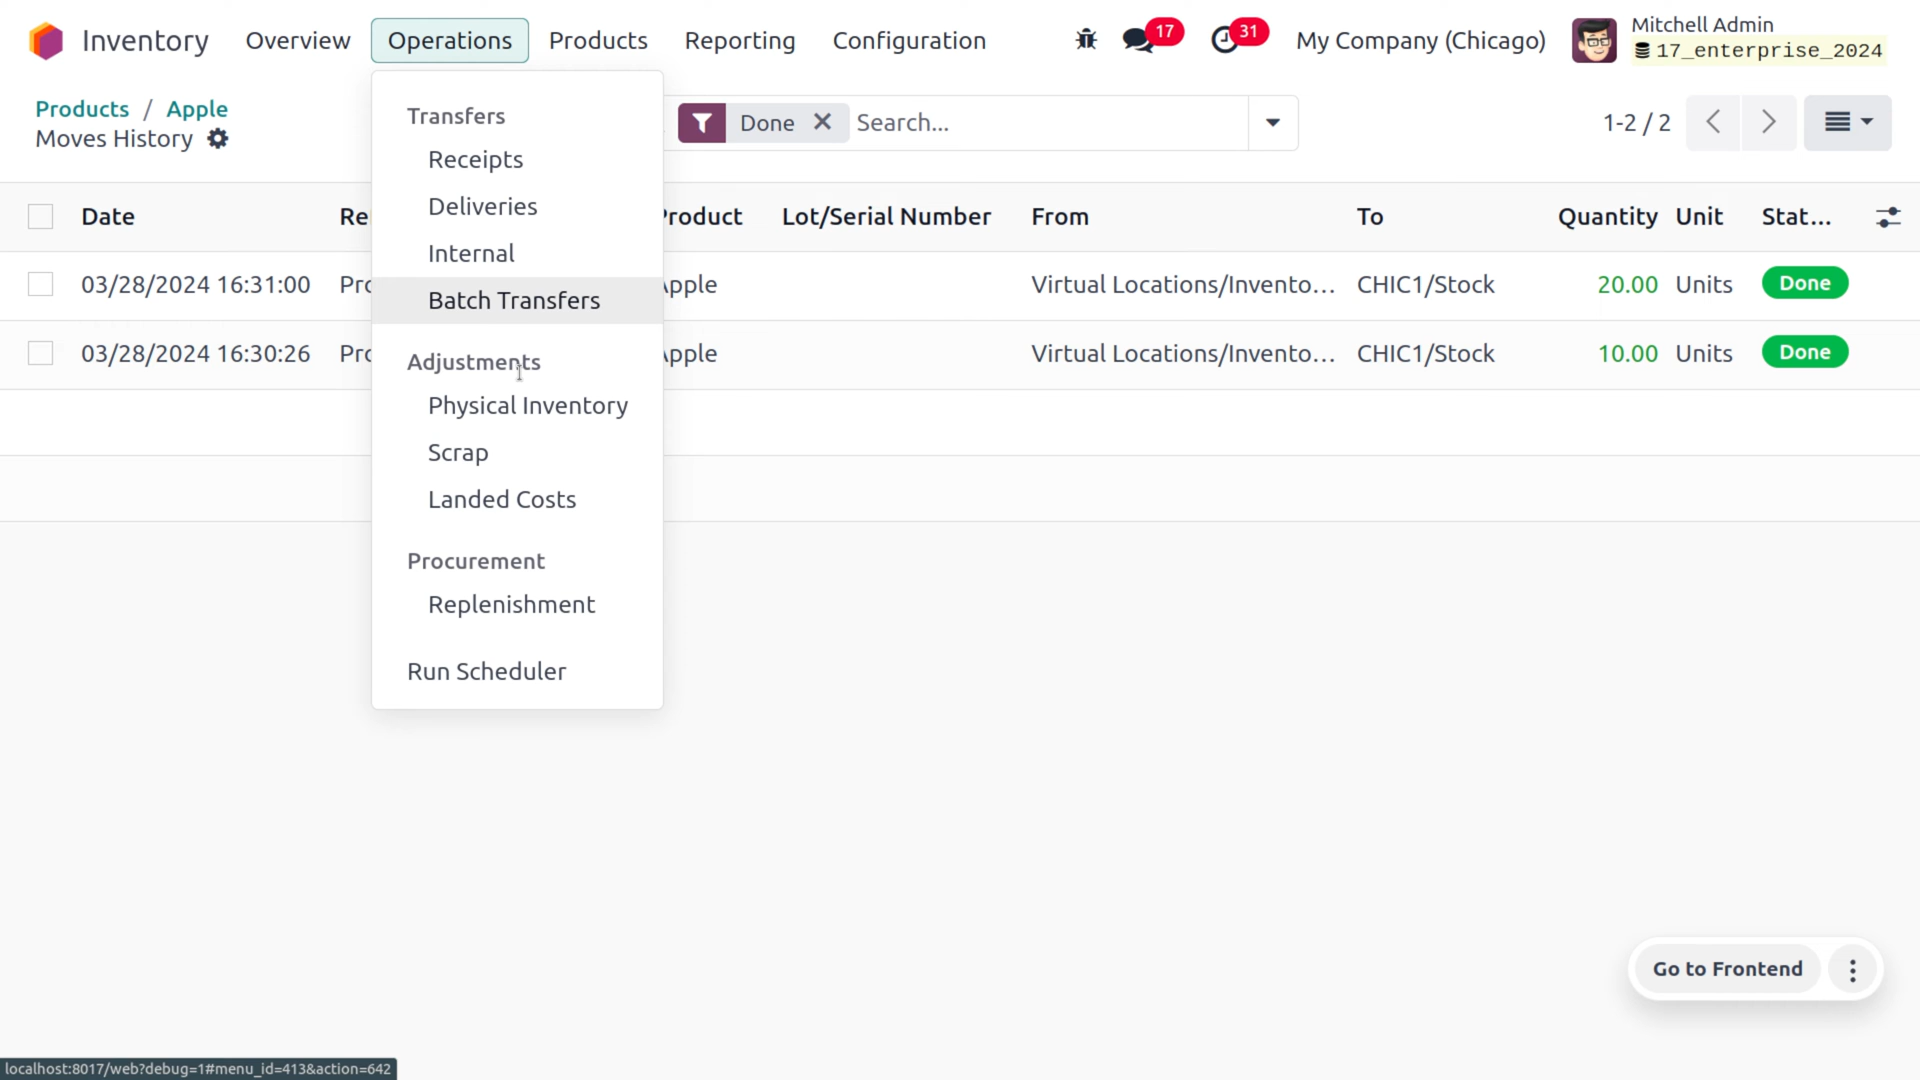 Inventory Overview Operations Products Reporting Configuration 17 31 My Company (Chicago) Mitchell Admin
17_enterprise_2024
Products / Apple
Moves History
Done Search...
1-2 / 2
Transfers
Receipts
Deliveries
Internal
Batch Transfers
Adjustments
Physical Inventory
Scrap
Landed Costs
Procurement
Replenishment
Run Scheduler
Date Re Product Lot/Serial Number From To Quantity Unit Stat...
03/28/2024 16:31:00 Pro Apple Virtual Locations/Invento... CHIC1/Stock 20.00 Units Done
03/28/2024 16:30:26 Pro Apple Virtual Locations/Invento... CHIC1/Stock 10.00 Units Done
Go to Frontend
localhost:8017/web?debug=1#menu_id=413&action=642